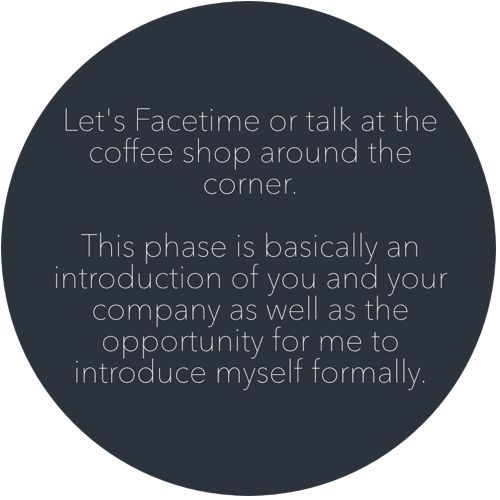 Let's Facetime or talk at the
coffee shop around the
corner.
This phase is basically an
introduction of you and your
company as well as the
opportunity for me to
introduce myself formally.